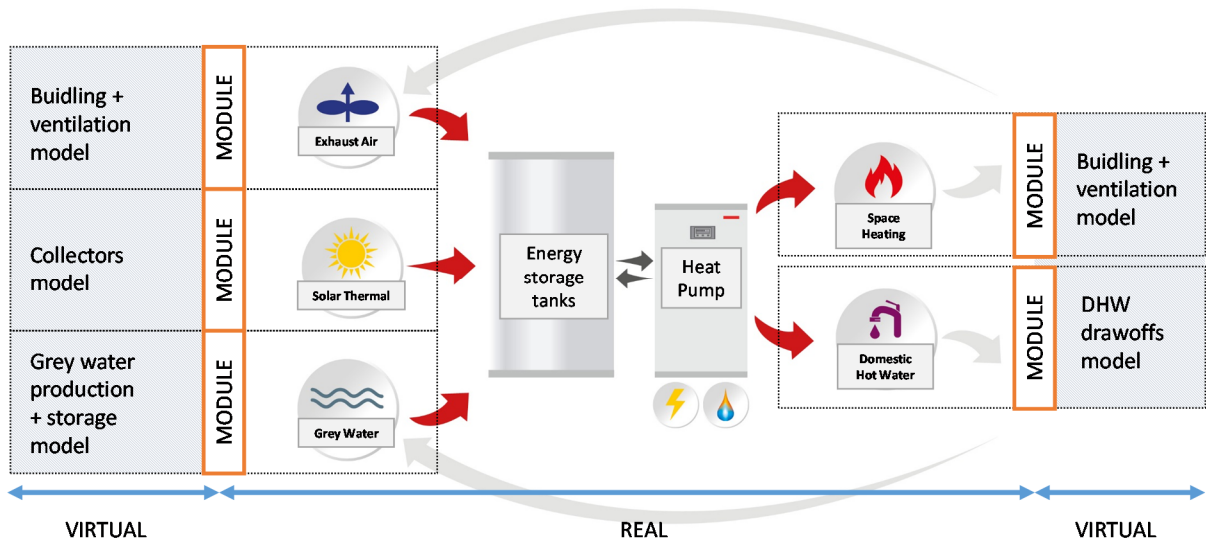 Buidling +
ventilation
model
MODULE
Exhaust Air
Collectors
model
MODULE
Solar Thermal
Grey water
production
+ storage
model
MODULE
Grey Water
Energy
storage
tanks
Heat
Pump
Space
Heating
MODULE
Buidling +
ventilation
model
Domestic
Hot Water
MODULE
DHW
drawoffs
model
VIRTUAL
REAL
VIRTUAL